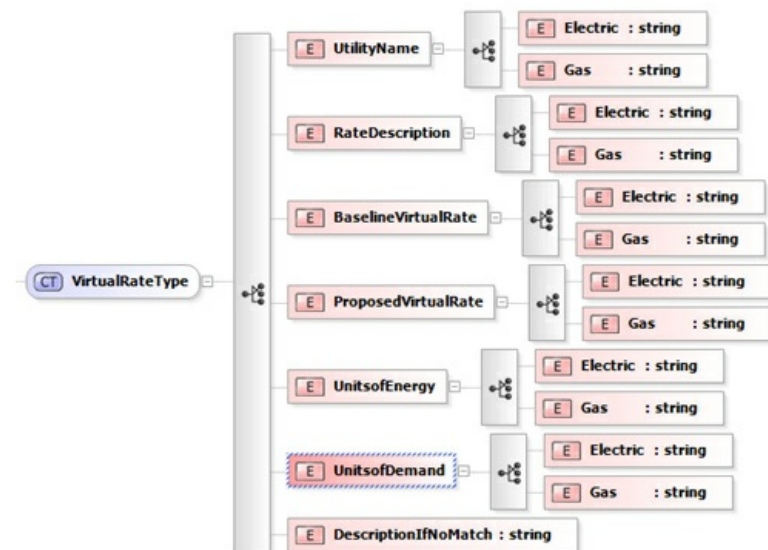 E UtilityName
E Electric : string
E Gas : string
E RateDescription
E Electric : string
E Gas : string
E BaselineVirtualRate
E Electric : string
E Gas : string
CT VirtualRateType
E ProposedVirtualRate
E Electric : string
E Gas : string
E UnitsofEnergy
E Electric : string
E Gas : string
E UnitsofDemand
E Electric : string
E Gas : string
E DescriptionIfNoMatch : string